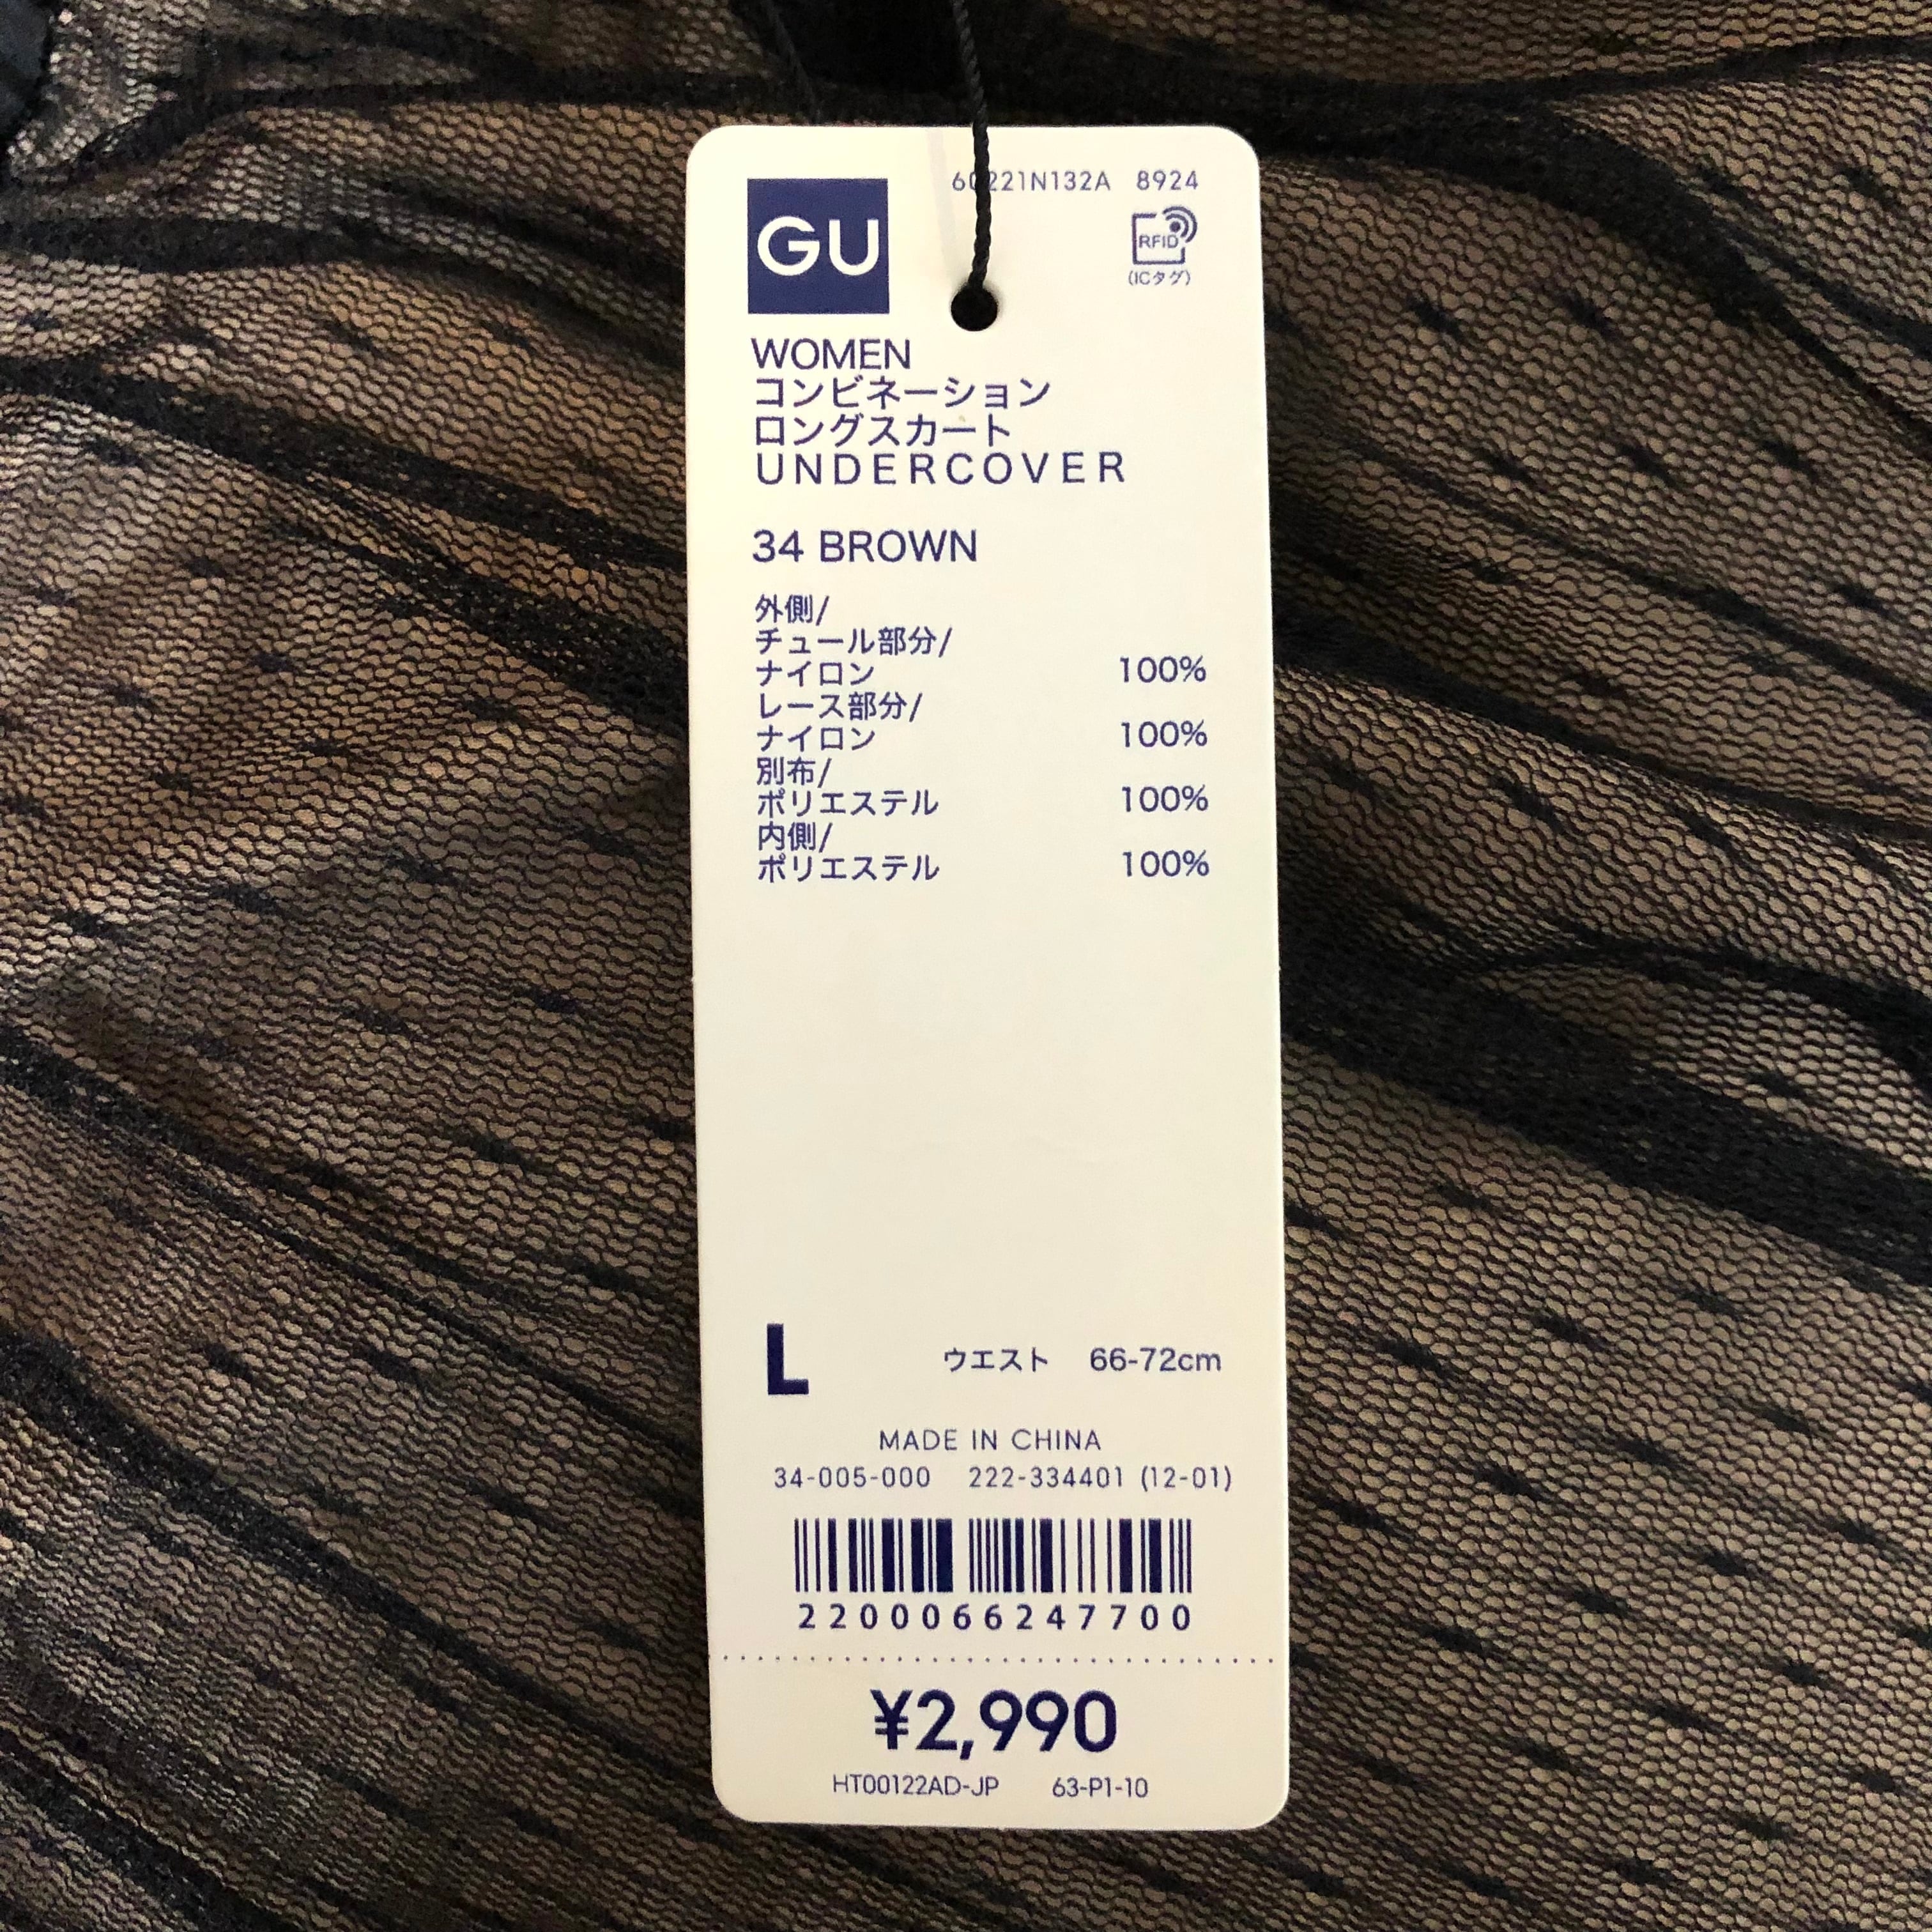 60221N132A 8924
GU
RFID
(ICタグ)
WOMEN
コンビネーション
ロングスカート
UNDERCOVER
34 BROWN
外側/
チュール部分/
ナイロン 100%
レース部分/
ナイロン 100%
別布/
ポリエステル 100%
内側/
ポリエステル 100%
L ウエスト 66-72cm
MADE IN CHINA
34-005-000 222-334401 (12-01)
2200066247700
¥2,990
HT00122AD-JP 63-P1-10